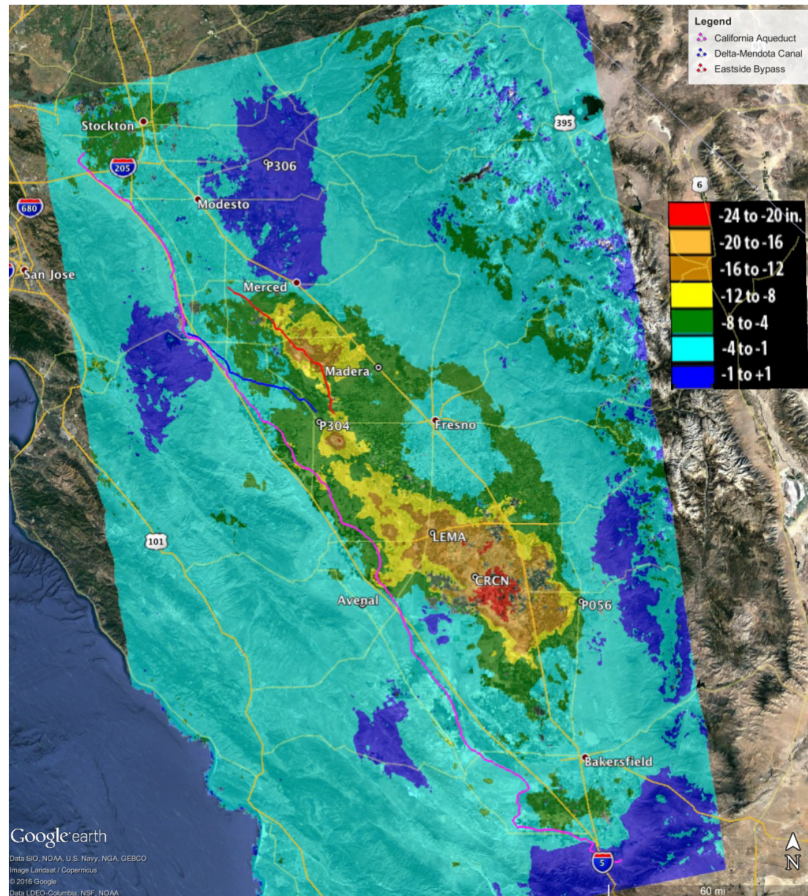 Legend
California Aqueduct
Delta-Mendota Canal
Eastside Bypass
Stockton
395
205
P306
6
680
Modesto
-24 to -20 in.
-20 to -16
-16 to -12
-12 to -8
-8 to -4
-4 to -1
-1 to +1
San Jose
Merced
Madera
P304
Fresno
101
LEMA
CRCN
Avenal
P056
Bakersfield
Google earth
Data SIO, NOAA, U.S. Navy, NGA, GEBCO
Image Landsat / Copernicus
© 2016 Google
Data LDEO-Columbia, NSF, NOAA
5
N
60 mi